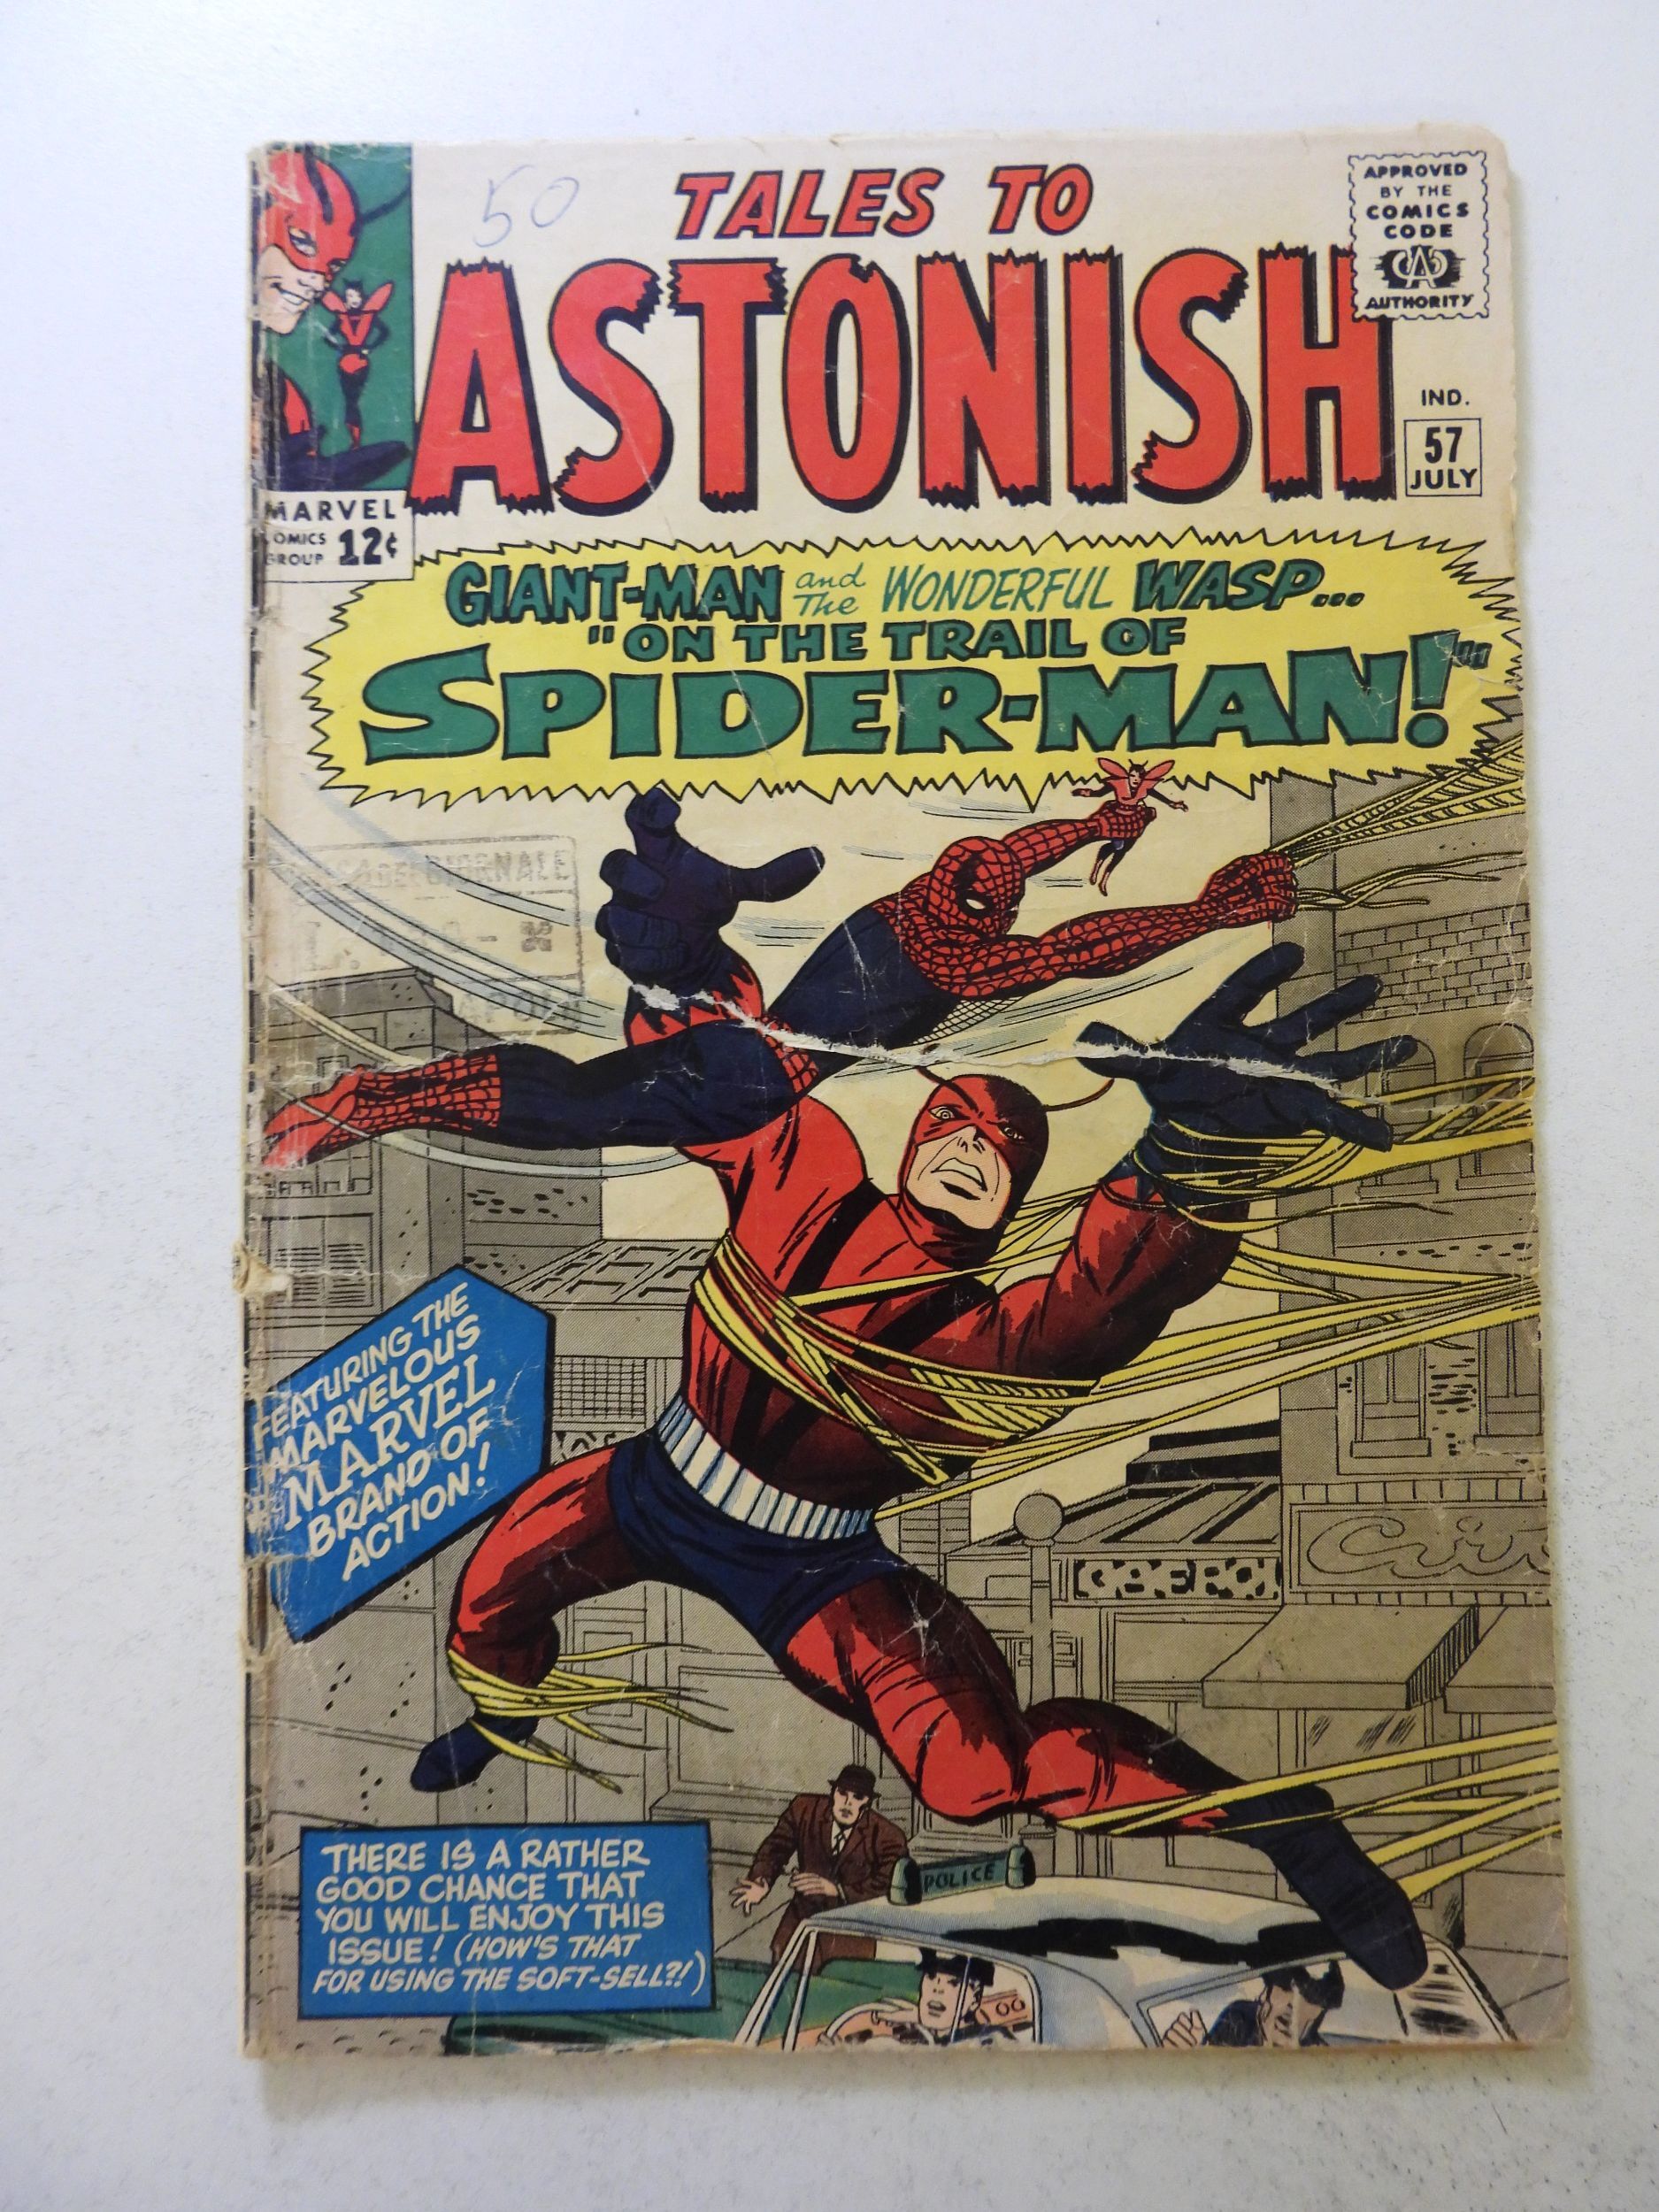 50
TALES TO
ASTONISH
APPROVED
BY THE
COMICS
CODE
CA
AUTHORITY
IND.
57
JULY
MARVEL
COMICS
GROUP 12¢
GIANT-MAN and The WONDERFUL WASP...
"ON THE TRAIL OF
SPIDER-MAN!"
GIORNALE
FEATURING THE
MARVELOUS
MARVEL
BRAND OF
ACTION!
THERE IS A RATHER
GOOD CHANCE THAT
YOU WILL ENJOY THIS
ISSUE! (HOW'S THAT
FOR USING THE SOFT-SELL?!)
POLICE